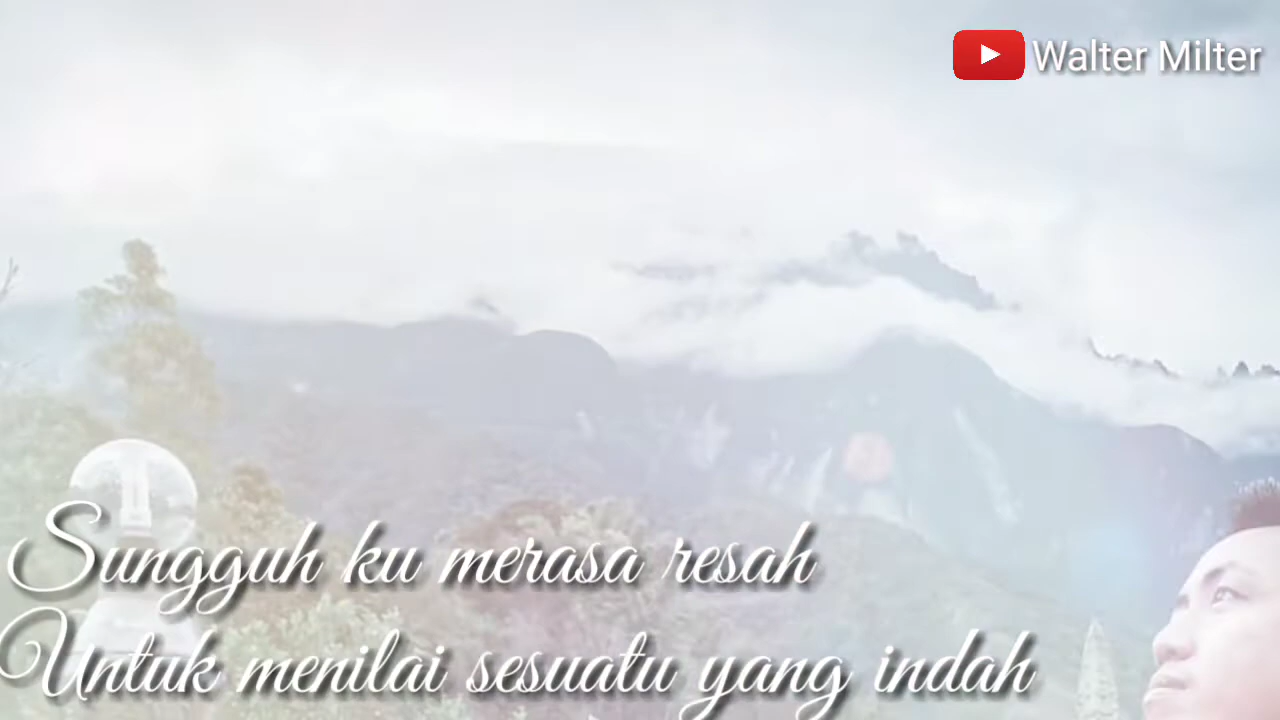 Walter Milter
Sungguh ku merasa resah
Untuk menilai sesuatu yang indah